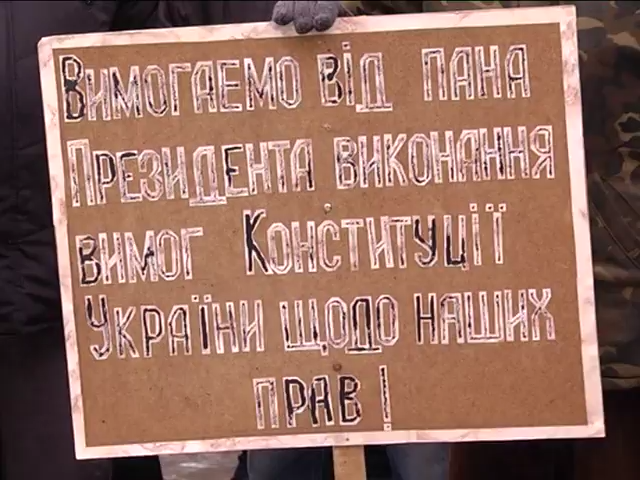 Вимогаємо від пана
Президента виконання
вимог Конституції
України щодо наших
прав!